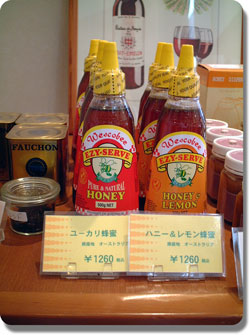 FAUCHON
Wescobee
EZY-SERVE
PURE & NATURAL
HONEY
500g NET
Wescobee
EZY-SERVE
HONEY &
LEMON
ユーカリ蜂蜜
原産地 オーストラリア
¥1260 税込
ハニー&レモン蜂蜜
原産地 オーストラリア
¥1260 税込